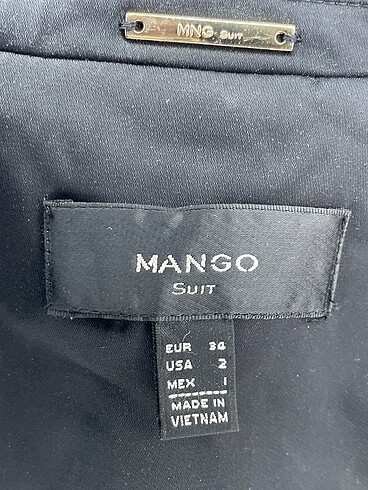 MNG SUIT
MANGO
SUIT
EUR 34
USA 2
MEX 1
MADE IN
VIETNAM